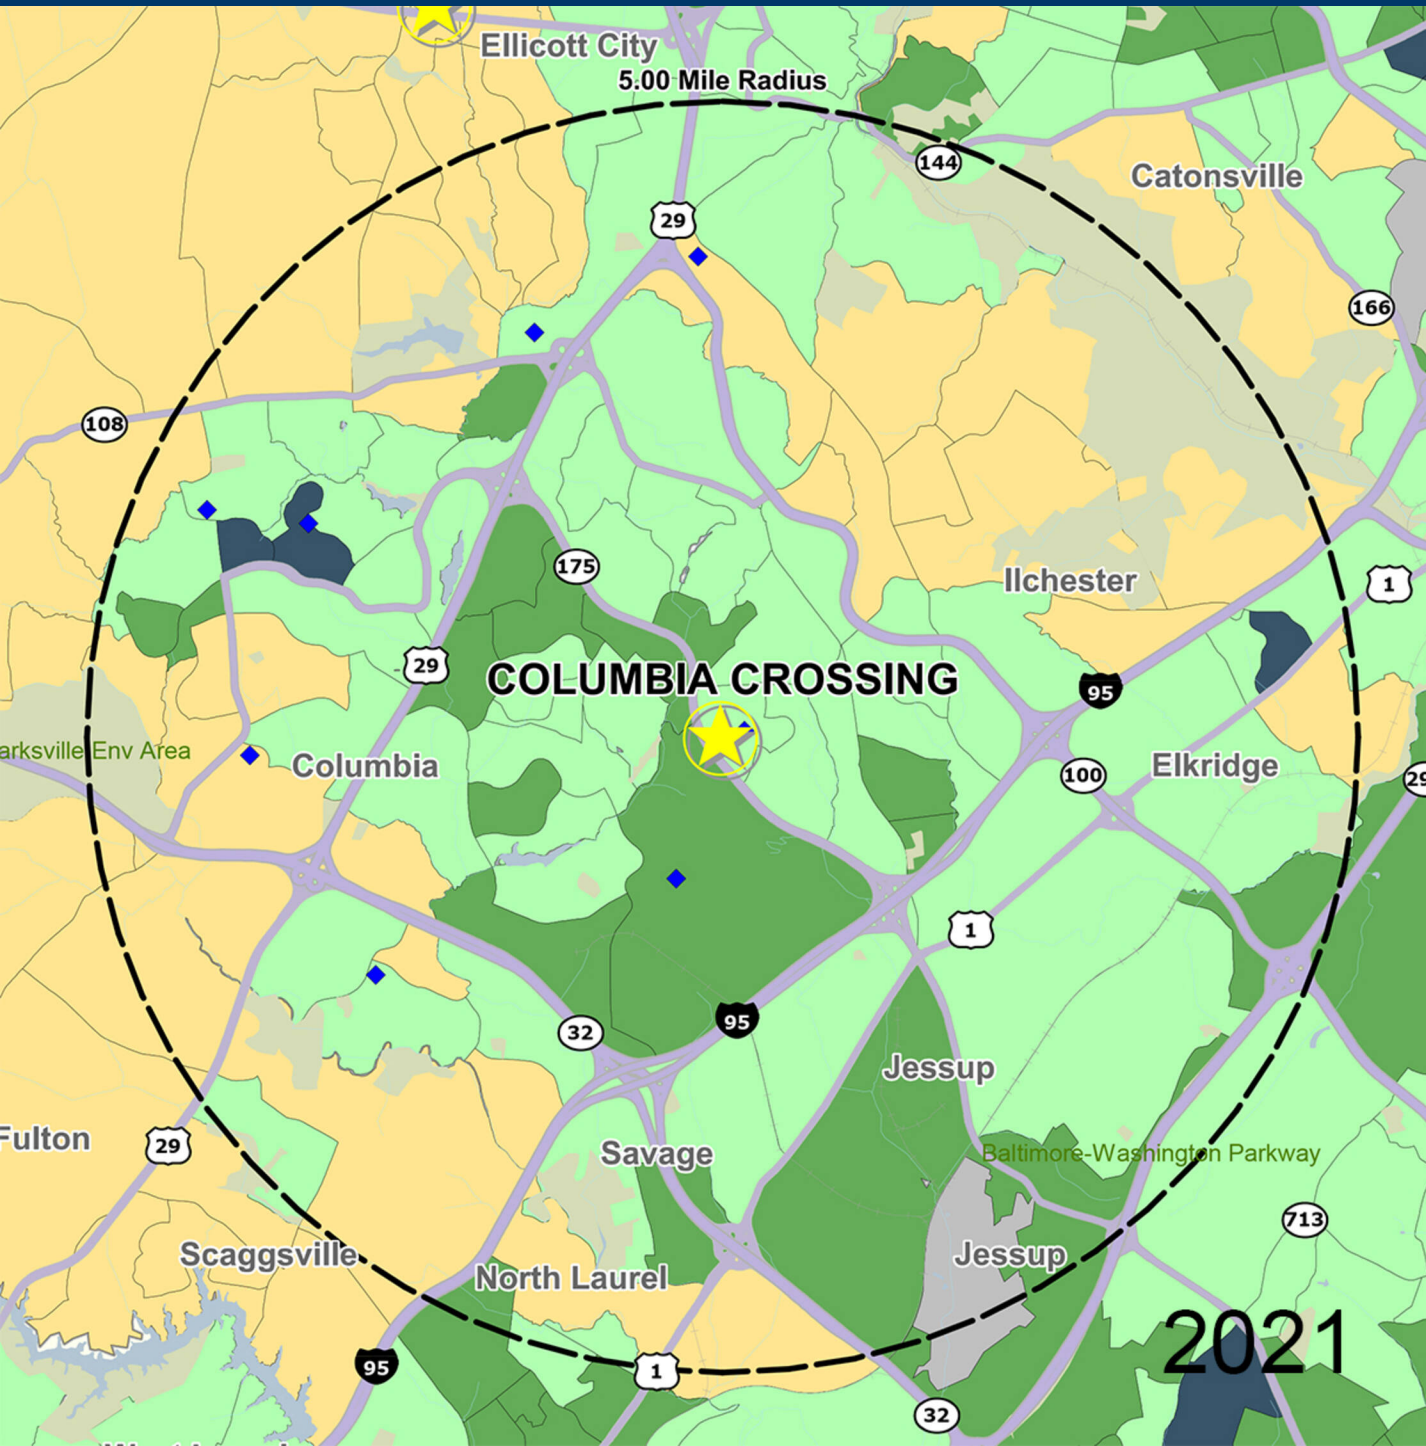 Ellicott City
5.00 Mile Radius
144
Catonsville
29
166
108
175
Ilchester
1
29
COLUMBIA CROSSING
95
arksville Env Area
Columbia
100
Elkridge
29
1
32
95
Jessup
Fulton
29
Savage
Baltimore-Washington Parkway
713
Scaggsville
Jessup
North Laurel
2021
95
1
32